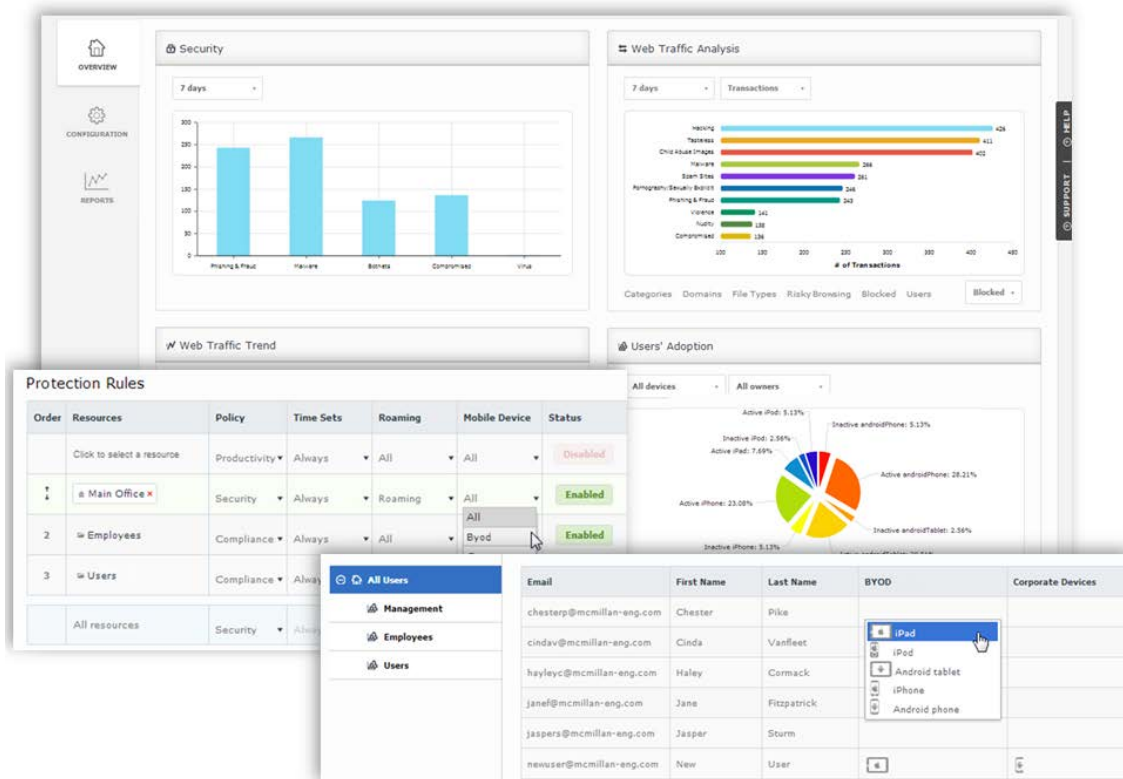 OVERVIEW
CONFIGURATION
REPORTS
Security
7 days
300
250
200
150
100
50
0
Phishing & Fraud Malware Botnets Compromised Virus
Web Traffic Analysis
7 days Transactions
Hacking 426
Tasteless 411
Child Abuse Images 402
Malware 266
Spam Sites 261
Pornography/Sexually Explicit 246
Phishing & Fraud 243
Violence 141
Nudity 138
Compromised 136
100 150 200 250 300 350 400 450
# of Transactions
Categories Domains File Types Risky Browsing Blocked Users
Blocked
SUPPORT | HELP
Web Traffic Trend
Users' Adoption
All devices All owners
Active iPod: 5.13%
Inactive androidPhone: 5.13%
Inactive iPod: 2.56%
Active iPad: 7.69%
Active androidPhone: 28.21%
Active iPhone: 23.08%
Inactive androidTablet: 2.56%
Inactive iPhone: 5.13%
Protection Rules
Order Resources Policy Time Sets Roaming Mobile Device Status
Click to select a resource Productivity Always All All Disabled
Main Office × Security Always Roaming All Enabled
All
Byod
2 Employees Compliance Always All Enabled
3 Users Compliance
All resources Security
All Users
Management
Employees
Users
Email First Name Last Name BYOD Corporate Devices
chesterp@mcmillan-eng.com Chester Pike
cindav@mcmillan-eng.com Cinda Vanfleet
hayleyc@mcmillan-eng.com Haley Cormack
janef@mcmillan-eng.com Jane Fitzpatrick
jaspers@mcmillan-eng.com Jasper Sturm
newuser@mcmillan-eng.com New User
iPad
iPod
Android tablet
iPhone
Android phone